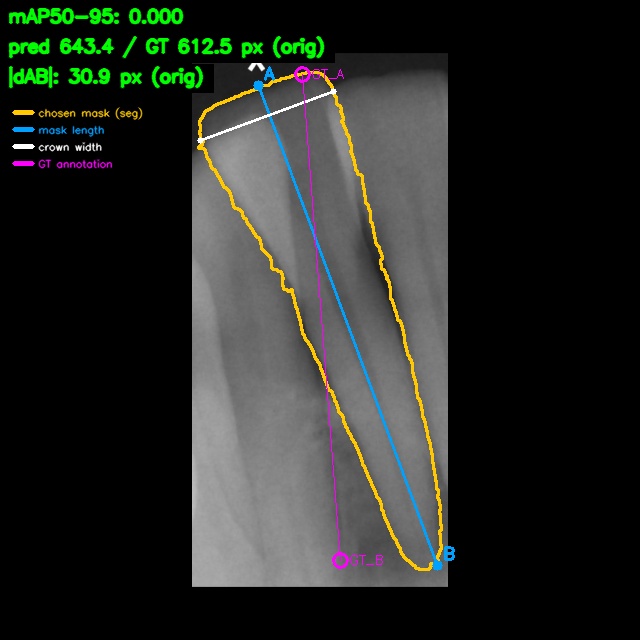 mAP50-95: 0.000
pred 643.4 / GT 612.5 px (orig)
|dAB|: 30.9 px (orig)
chosen mask (seg)
mask length
crown width
GT annotation
A
GT_A
B
GT_B